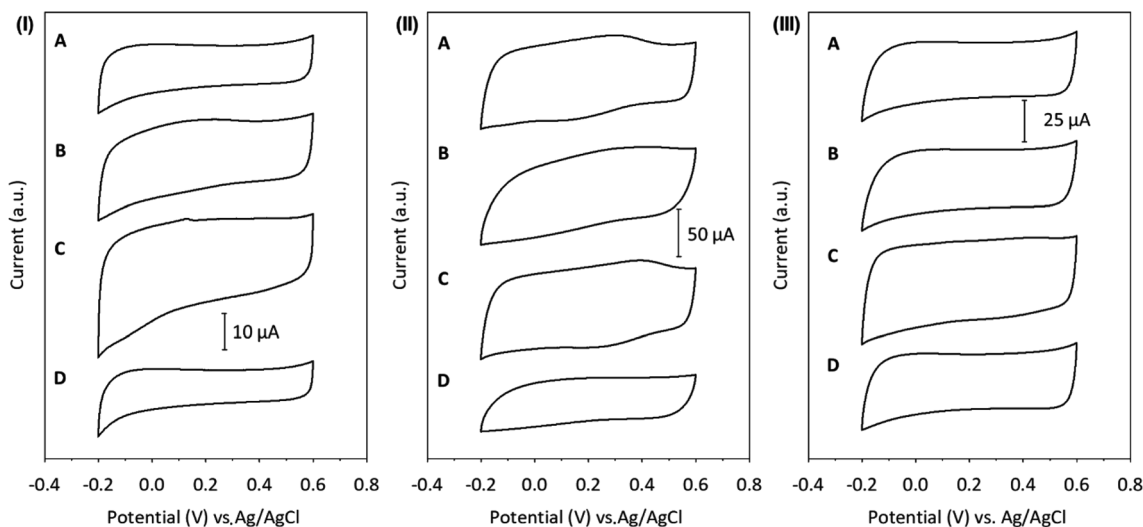 (I)
A
B
C
D
10 µA
Current (a.u.)
-0.4 -0.2 0.0 0.2 0.4 0.6 0.8
Potential (V) vs.Ag/AgCl
(II)
A
B
50 µA
C
D
Current (a.u.)
-0.4 -0.2 0.0 0.2 0.4 0.6 0.8
Potential (V) vs.Ag/AgCl
(III)
A
25 µA
B
C
D
Current (a.u.)
-0.4 -0.2 0.0 0.2 0.4 0.6 0.8
Potential (V) vs. Ag/AgCl